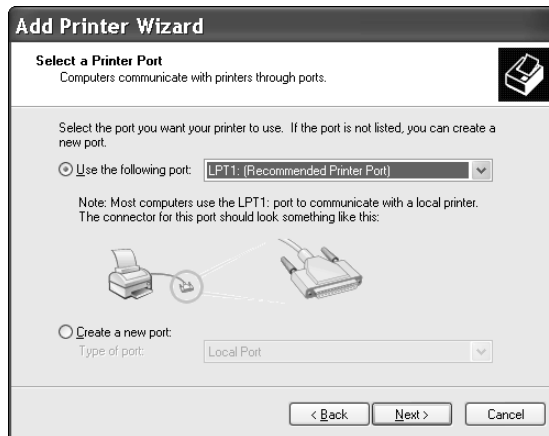 Add Printer Wizard
Select a Printer Port
Computers communicate with printers through ports.
Select the port you want your printer to use. If the port is not listed, you can create a
new port.
Use the following port: LPT1: (Recommended Printer Port)
Note: Most computers use the LPT1: port to communicate with a local printer.
The connector for this port should look something like this:
Create a new port:
Type of port: Local Port
< Back Next > Cancel